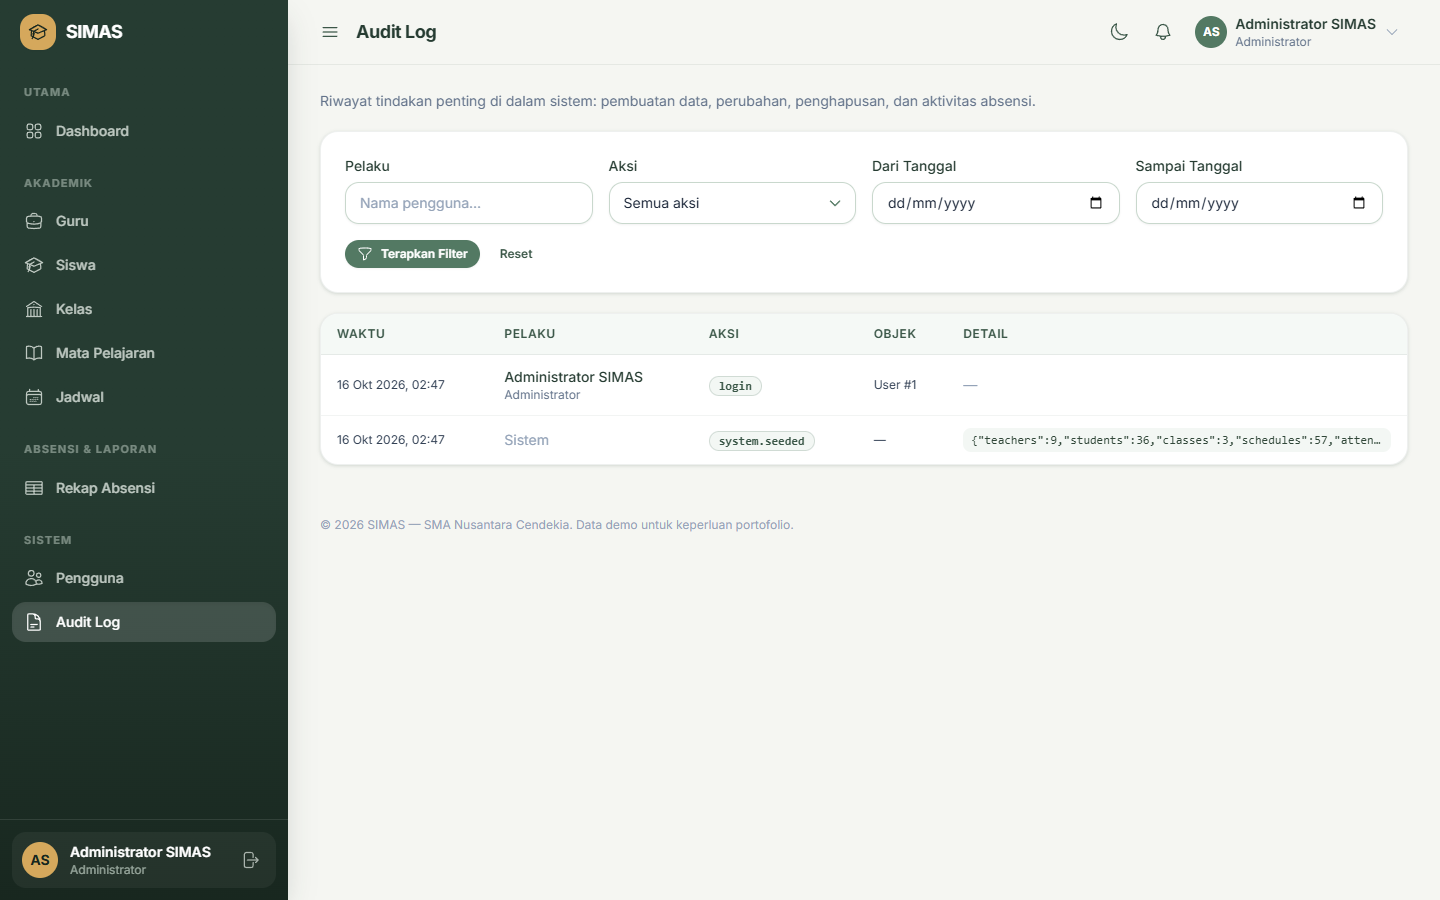 SIMAS
UTAMA
Dashboard
AKADEMIK
Guru
Siswa
Kelas
Mata Pelajaran
Jadwal
ABSENSI & LAPORAN
Rekap Absensi
SISTEM
Pengguna
Audit Log
AS
Administrator SIMAS
Administrator
Audit Log
AS
Administrator SIMAS
Administrator
Riwayat tindakan penting di dalam sistem: pembuatan data, perubahan, penghapusan, dan aktivitas absensi.
Pelaku
Aksi
Dari Tanggal
Sampai Tanggal
Nama pengguna...
Semua aksi
dd/mm/yyyy
dd/mm/yyyy
Terapkan Filter
Reset
WAKTU PELAKU AKSI OBJEK DETAIL
16 Okt 2026, 02:47 Administrator SIMAS login User #1 —
Administrator
16 Okt 2026, 02:47 Sistem system.seeded — {"teachers":9,"students":36,"classes":3,"schedules":57,"atten…
© 2026 SIMAS — SMA Nusantara Cendekia. Data demo untuk keperluan portofolio.